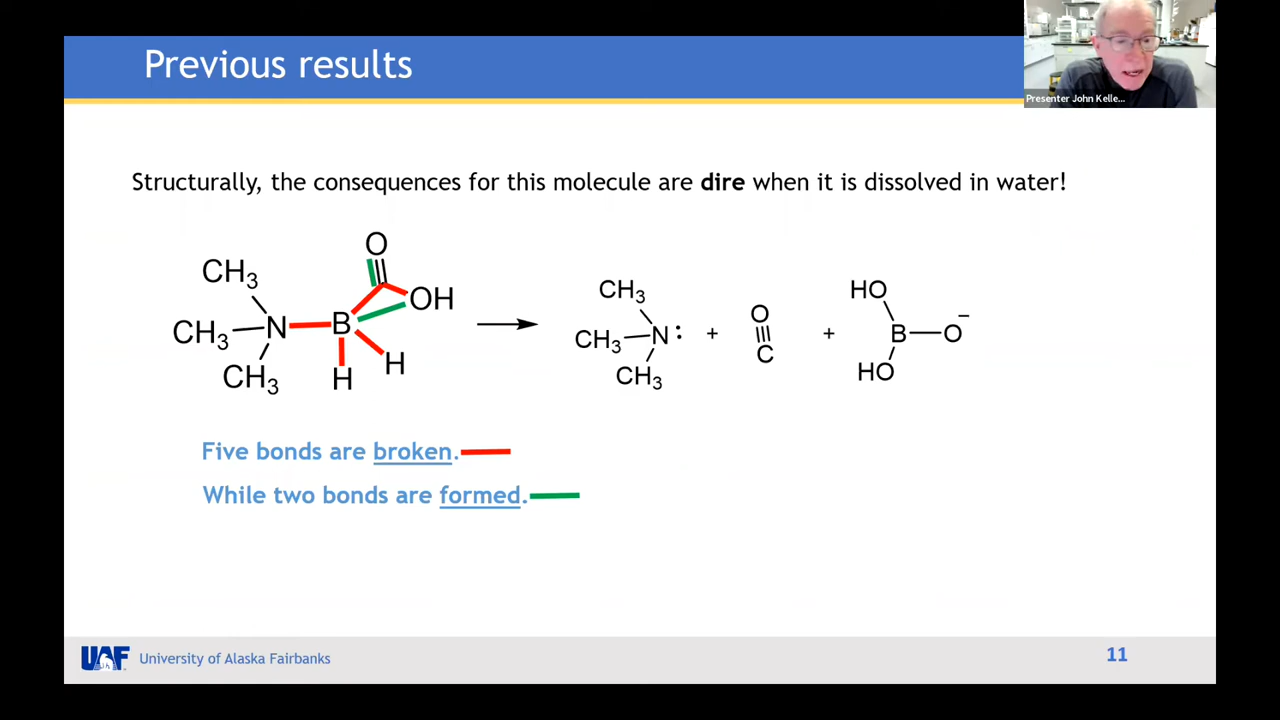 Previous results
Presenter John Kelle...
Structurally, the consequences for this molecule are dire when it is dissolved in water!
O
CH3
OH
CH3 N B
CH3 H H
CH3
CH3 N : + O C + HO B O −
CH3 HO
Five bonds are broken.
While two bonds are formed.
UAF University of Alaska Fairbanks 11